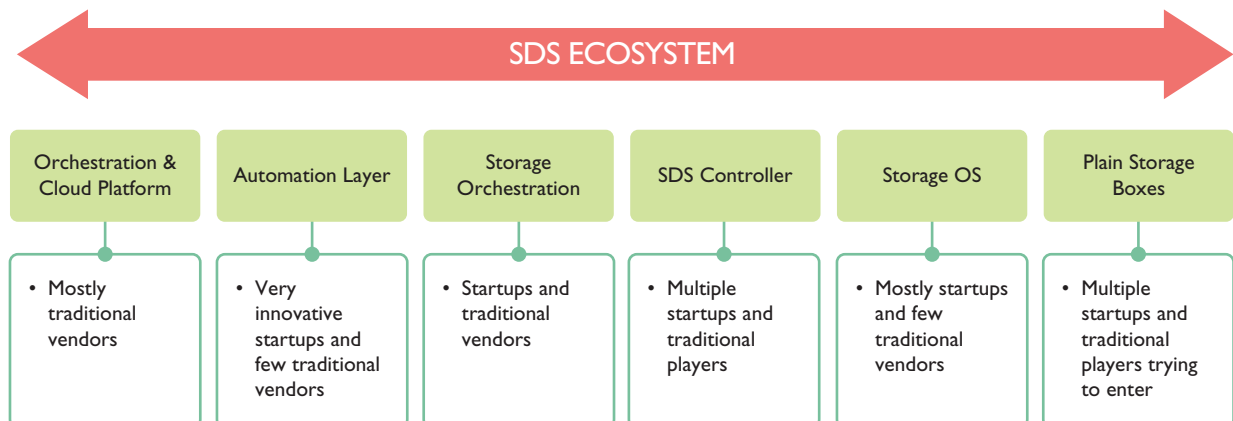 SDS ECOSYSTEM
Orchestration &
Cloud Platform
Automation Layer
Storage
Orchestration
SDS Controller
Storage OS
Plain Storage
Boxes
• Mostly
traditional
vendors
• Very
innovative
startups and
few traditional
vendors
• Startups and
traditional
vendors
• Multiple
startups and
traditional
players
• Mostly startups
and few
traditional
vendors
• Multiple
startups and
traditional
players trying
to enter